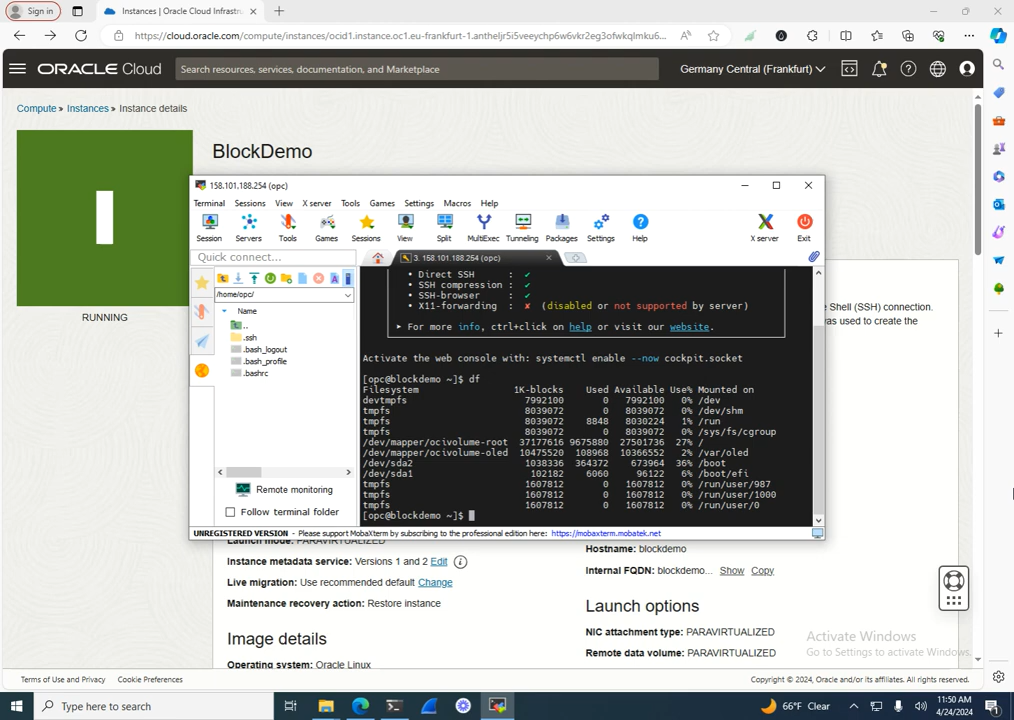 Sign in
Instances | Oracle Cloud Infrastru
https://cloud.oracle.com/compute/instances/ocid1.instance.oc1.eu-frankfurt-1.antheljr5i5veeychp6w6vkr2eg3ofwkqlmku6...
ORACLE Cloud
Search resources, services, documentation, and Marketplace
Germany Central (Frankfurt)
Compute » Instances » Instance details
BlockDemo
RUNNING
158.101.188.254 (opc)
Terminal Sessions View X server Tools Games Settings Macros Help
Session Servers Tools Games Sessions View Split MultiExec Tunneling Packages Settings Help X server Exit
Quick connect...
3. 158.101.188.254 (opc)
/home/opc/
Name
..
.ssh
.bash_logout
.bash_profile
.bashrc
Remote monitoring
Follow terminal folder
• Direct SSH : ✓
• SSH compression : ✓
• SSH-browser : ✓
• X11-forwarding : ✗ (disabled or not supported by server)
► For more info, ctrl+click on help or visit our website.
Activate the web console with: systemctl enable --now cockpit.socket
[opc@blockdemo ~]$ df
Filesystem 1K-blocks Used Available Use% Mounted on
devtmpfs 7992100 0 7992100 0% /dev
tmpfs 8039072 0 8039072 0% /dev/shm
tmpfs 8039072 8848 8030224 1% /run
tmpfs 8039072 0 8039072 0% /sys/fs/cgroup
/dev/mapper/ocivolume-root 37177616 9675880 27501736 27% /
/dev/mapper/ocivolume-oled 10475520 108968 10366552 2% /var/oled
/dev/sda2 1038336 364372 673964 36% /boot
/dev/sda1 102182 6060 96122 6% /boot/efi
tmpfs 1607812 0 1607812 0% /run/user/987
tmpfs 1607812 0 1607812 0% /run/user/1000
tmpfs 1607812 0 1607812 0% /run/user/0
[opc@blockdemo ~]$
UNREGISTERED VERSION - Please support MobaXterm by subscribing to the professional edition here: https://mobaxterm.mobatek.net
e Shell (SSH) connection.
was used to create the
Launch mode: PARAVIRTUALIZED
Instance metadata service: Versions 1 and 2 Edit
Live migration: Use recommended default Change
Maintenance recovery action: Restore instance
Image details
Operating system: Oracle Linux
Hostname: blockdemo
Internal FQDN: blockdemo... Show Copy
Launch options
NIC attachment type: PARAVIRTUALIZED
Remote data volume: PARAVIRTUALIZED
Activate Windows
Go to Settings to activate Windows.
Terms of Use and Privacy Cookie Preferences
Copyright © 2024, Oracle and/or its affiliates. All rights reserved.
Type here to search
66°F Clear
11:50 AM
4/24/2024